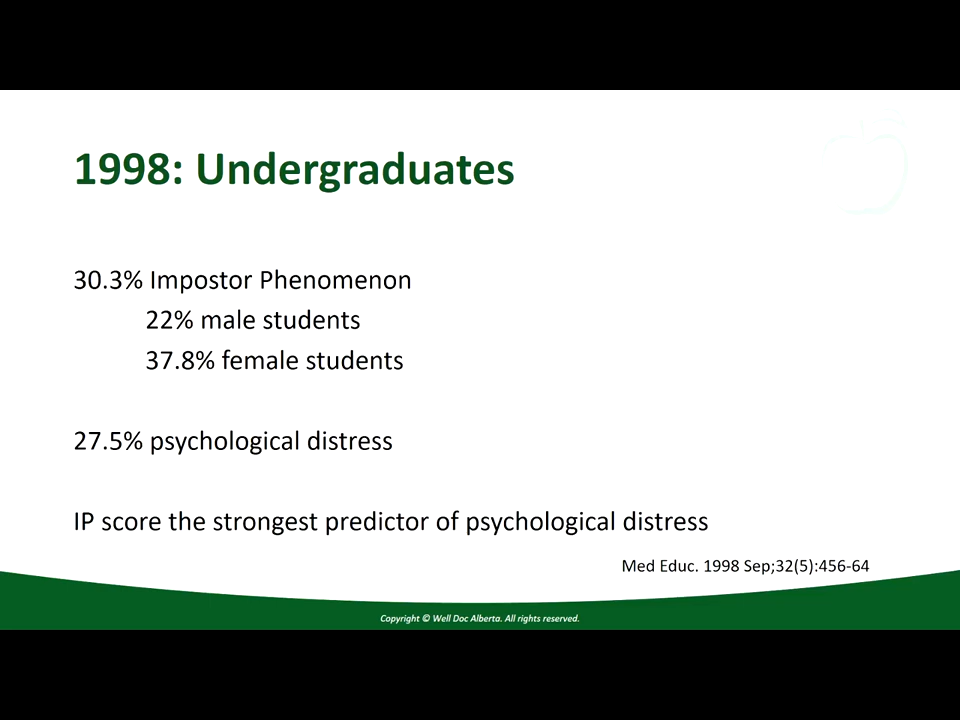 1998: Undergraduates
30.3% Impostor Phenomenon
22% male students
37.8% female students
27.5% psychological distress
IP score the strongest predictor of psychological distress
Med Educ. 1998 Sep;32(5):456-64
Copyright © Well Doc Alberta. All rights reserved.